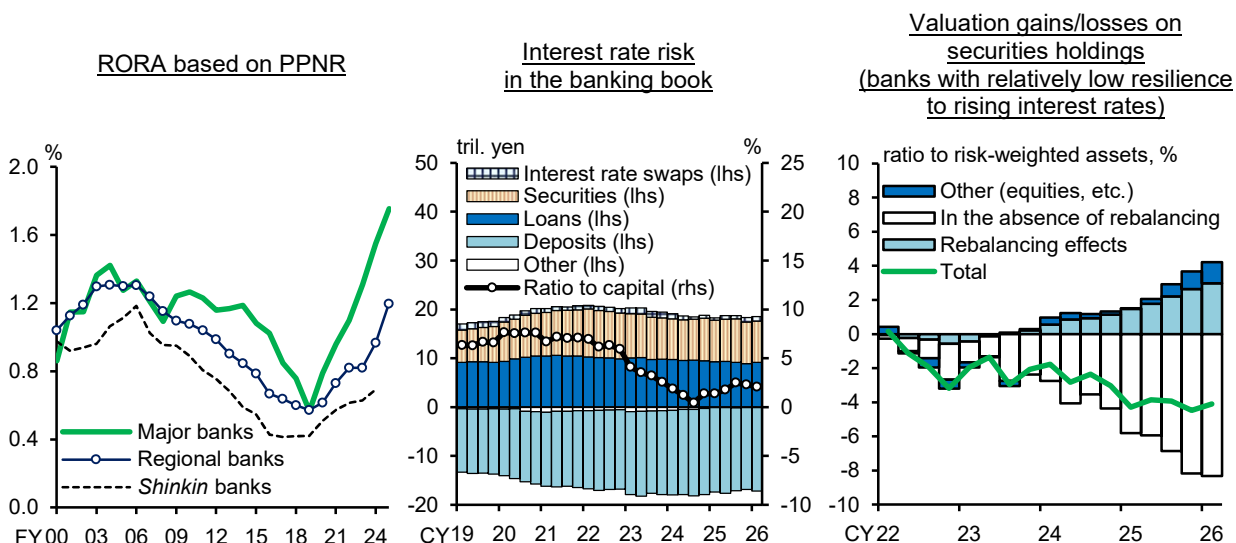 RORA based on PPNR
%
2.0
1.6
1.2
0.8
0.4
0.0
Major banks
Regional banks
Shinkin banks
FY 00 03 06 09 12 15 18 21 24
Interest rate risk
in the banking book
tril. yen %
50
40
30
20
10
0
-10
-20
Interest rate swaps (lhs)
Securities (lhs)
Loans (lhs)
Deposits (lhs)
Other (lhs)
Ratio to capital (rhs)
25
20
15
10
5
0
-5
-10
CY 19 20 21 22 23 24 25 26
Valuation gains/losses on
securities holdings
(banks with relatively low resilience
to rising interest rates)
ratio to risk-weighted assets, %
10
8
6
4
2
0
-2
-4
-6
-8
-10
Other (equities, etc.)
In the absence of rebalancing
Rebalancing effects
Total
CY 22 23 24 25 26